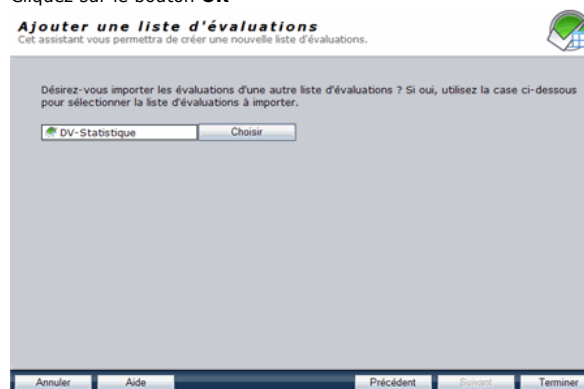 Cliquez sur le bouton Ok
Ajouter une liste d'évaluations
Cet assistant vous permettra de créer une nouvelle liste d'évaluations.
Désirez-vous importer les évaluations d'une autre liste d'évaluations ? Si oui, utilisez la case ci-dessous
pour sélectionner la liste d'évaluations à importer.
DV-Statistique Choisir
Annuler Aide Précédent Suivant Terminer